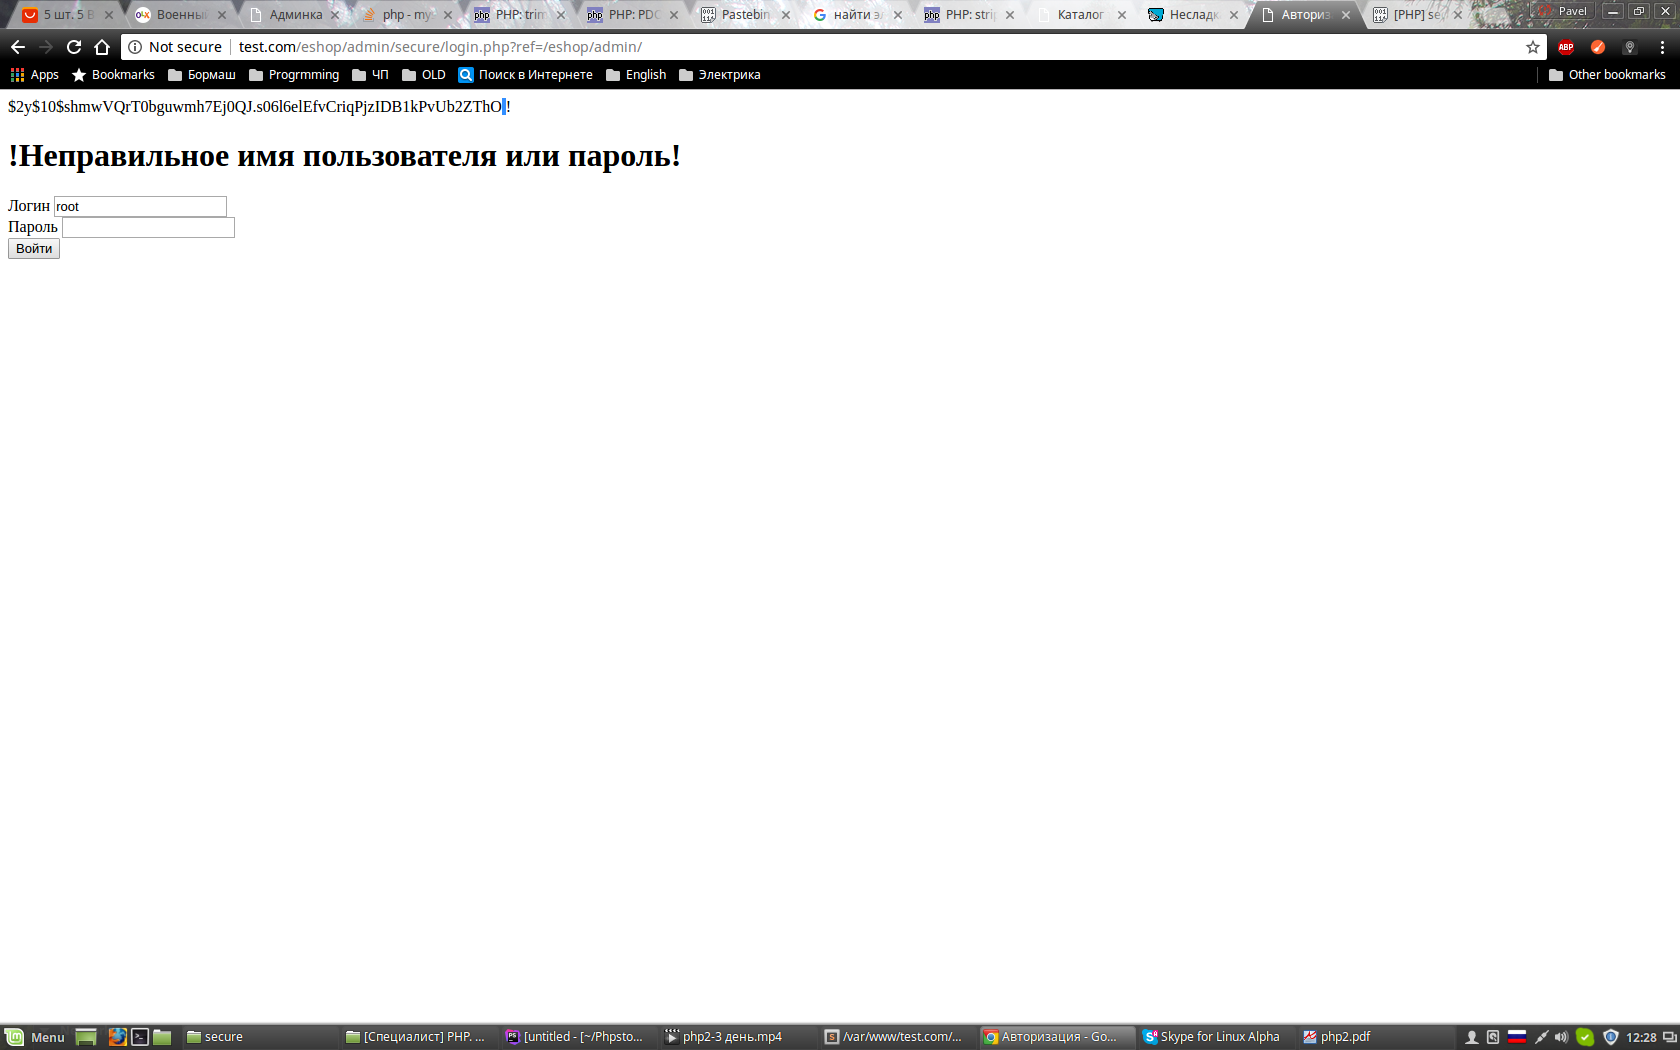 5 шт. 5 В
Военный
Админка
php - my
PHP: trim
PHP: PDO
Pastebin
найти эл
PHP: strip
Каталог
Несладк
Авториз
[PHP] se
Pavel
Not secure
test.com/eshop/admin/secure/login.php?ref=/eshop/admin/
ABP
Apps
Bookmarks
Бормаш
Progrmming
ЧП
OLD
Поиск в Интернете
English
Электрика
Other bookmarks
$2y$10$shmwVQrT0bguwmh7Ej0QJ.s06l6elEfvCriqPjzIDB1kPvUb2ZThO !
!Неправильное имя пользователя или пароль!
Логин root
Пароль
Войти
Menu
secure
[Специалист] PHP. ...
[untitled - [~/Phpsto...
php2-3 день.mp4
/var/www/test.com/...
Авторизация - Go...
Skype for Linux Alpha
php2.pdf
12:28